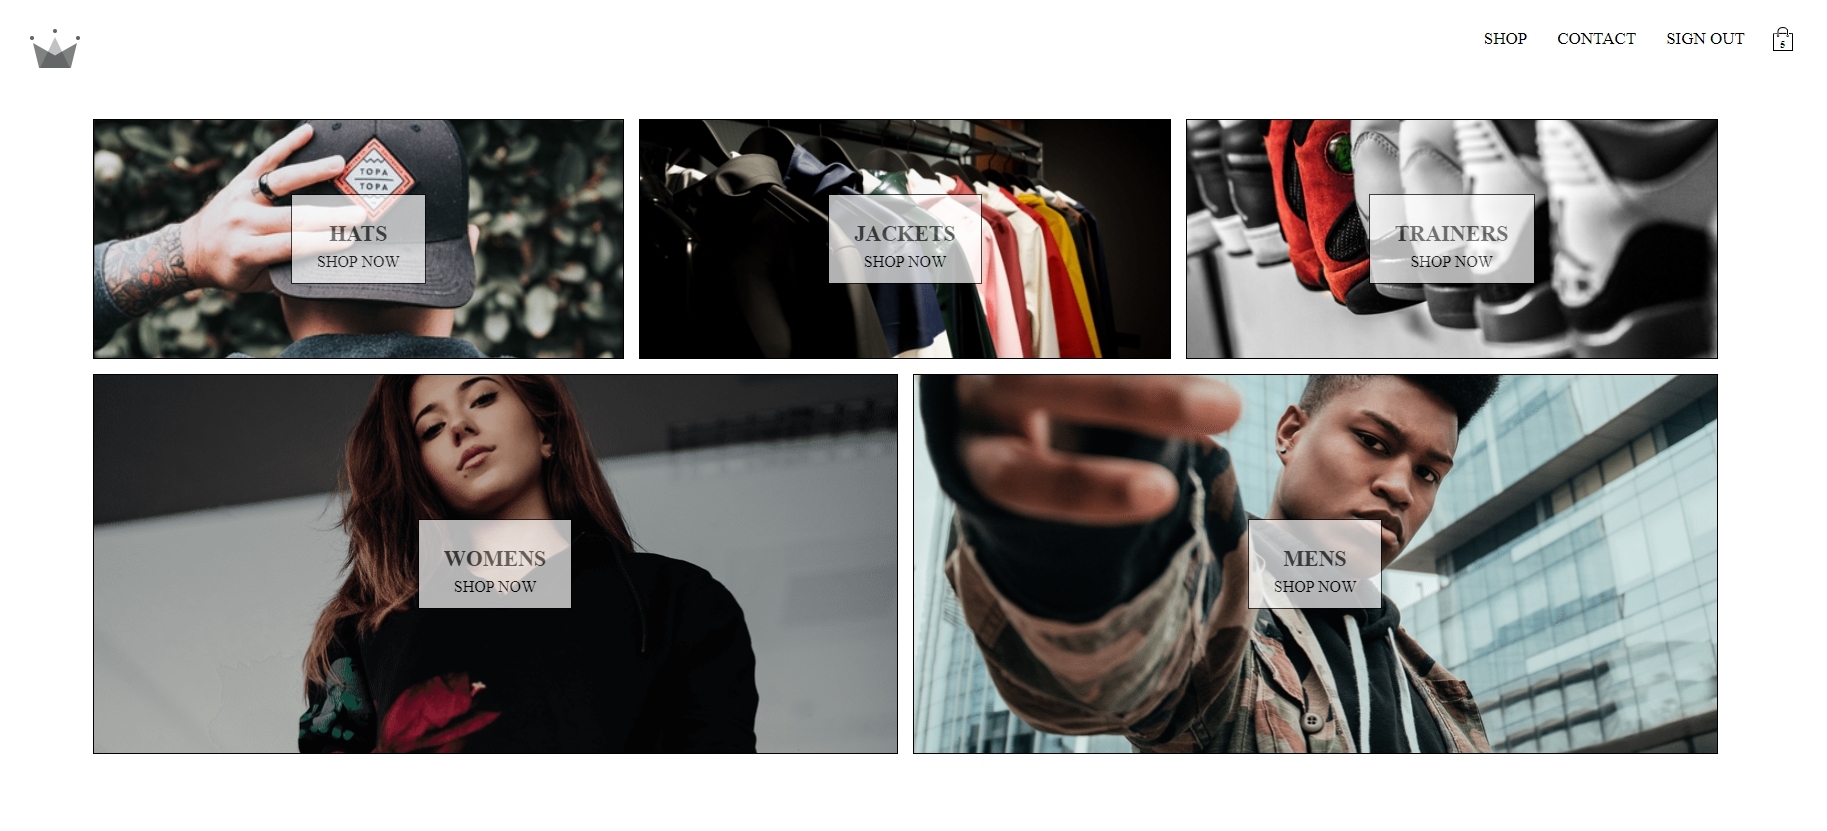 SHOP
CONTACT
SIGN OUT
5
TOPA
TOPA
HATS
SHOP NOW
JACKETS
SHOP NOW
TRAINERS
SHOP NOW
WOMENS
SHOP NOW
MENS
SHOP NOW